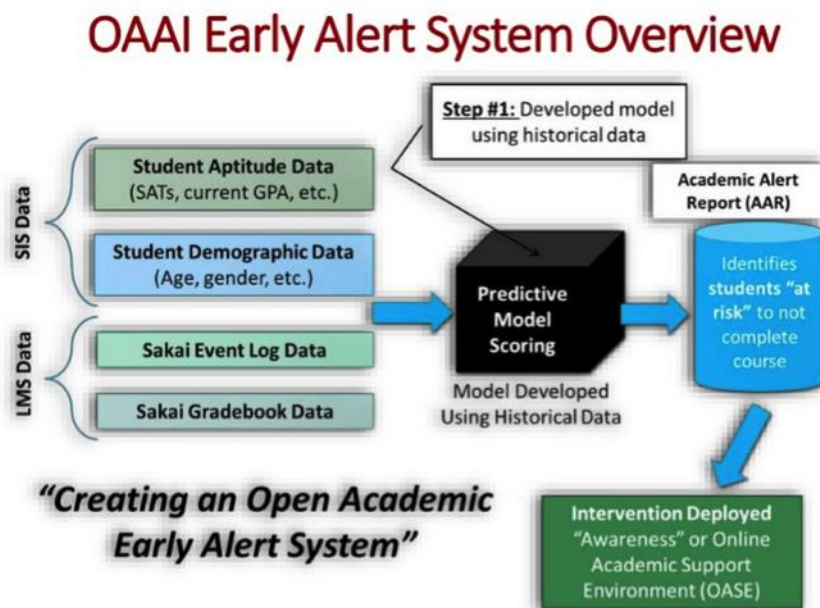 OAAI Early Alert System Overview
Step #1: Developed model
using historical data
SIS Data
Student Aptitude Data
(SATs, current GPA, etc.)
Student Demographic Data
(Age, gender, etc.)
LMS Data
Sakai Event Log Data
Sakai Gradebook Data
Predictive
Model
Scoring
Model Developed
Using Historical Data
Academic Alert
Report (AAR)
Identifies
students "at
risk" to not
complete
course
"Creating an Open Academic
Early Alert System"
Intervention Deployed
"Awareness" or Online
Academic Support
Environment (OASE)